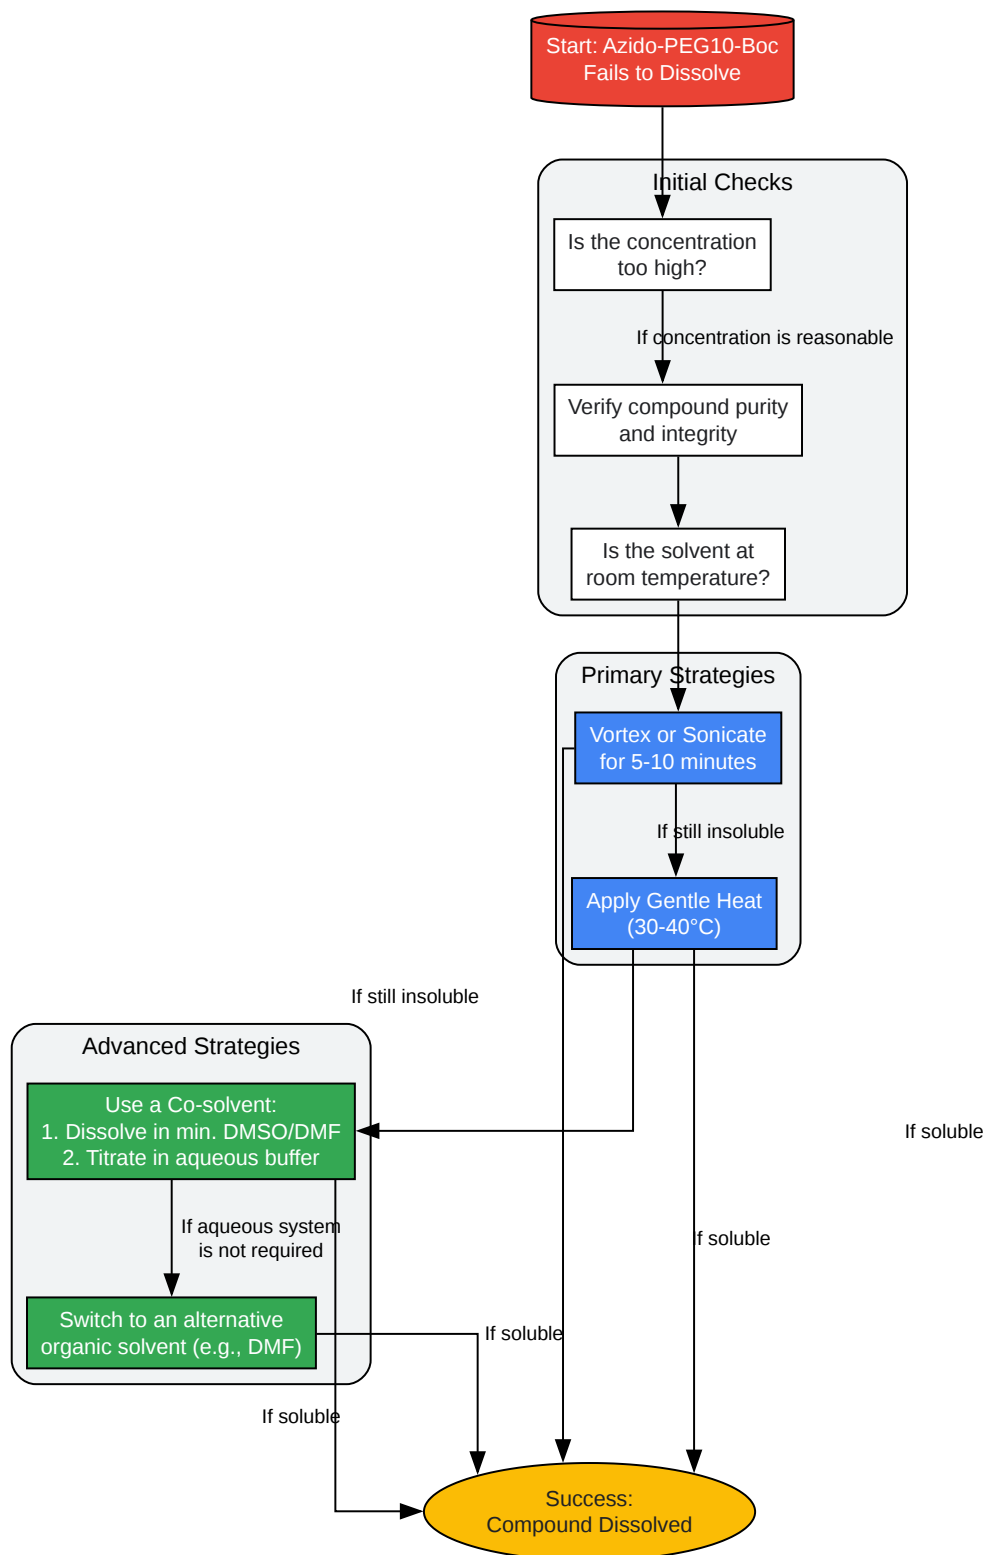 Start: Azido-PEG10-Boc
Fails to Dissolve
Initial Checks
Is the concentration
too high?
If concentration is reasonable
Verify compound purity
and integrity
Is the solvent at
room temperature?
Primary Strategies
Vortex or Sonicate
for 5-10 minutes
If still insoluble
Apply Gentle Heat
(30-40°C)
If still insoluble
Advanced Strategies
Use a Co-solvent:
1. Dissolve in min. DMSO/DMF
2. Titrate in aqueous buffer
If soluble
If aqueous system
is not required
If soluble
Switch to an alternative
organic solvent (e.g., DMF)
If soluble
If soluble
Success:
Compound Dissolved